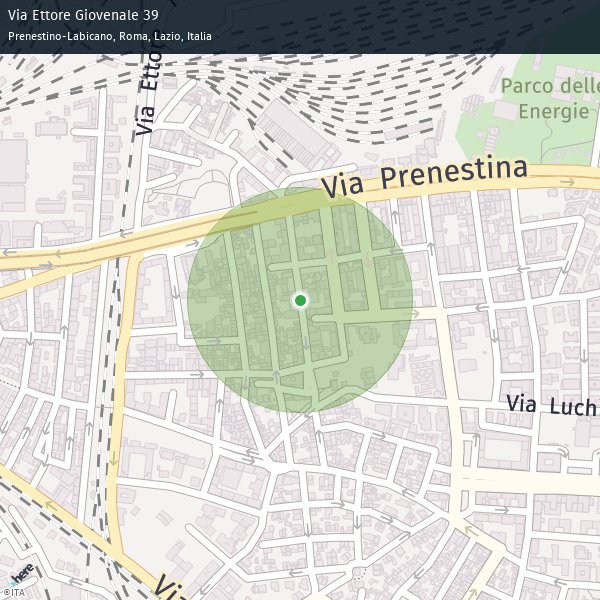 Via Ettore Giovenale 39
Prenestino-Labicano, Roma, Lazio, Italia
Via Ettor
Parco delle
Energie
Via Prenestina
Via Luch
Via
here
©ITA